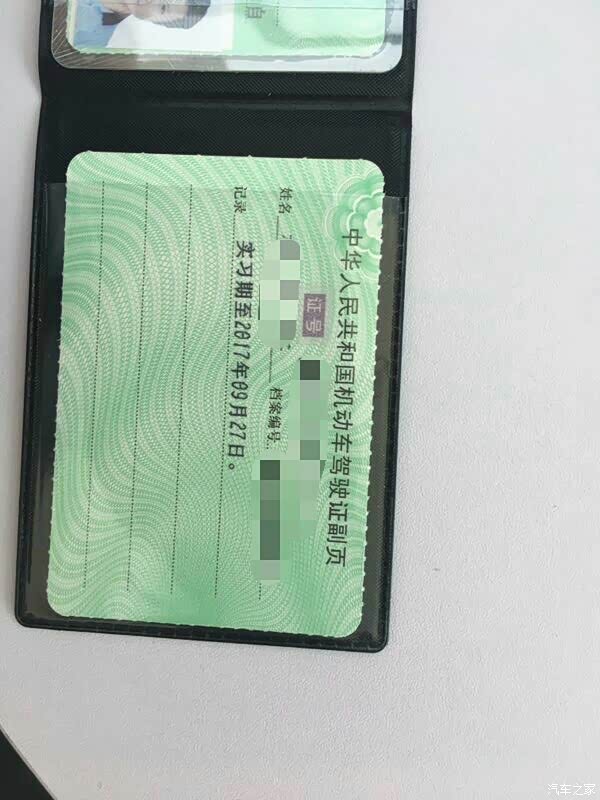 中华人民共和国机动车驾驶证副页
证号
姓名
档案编号:
记录 实习期至2017年09月27日。
自
汽车之家